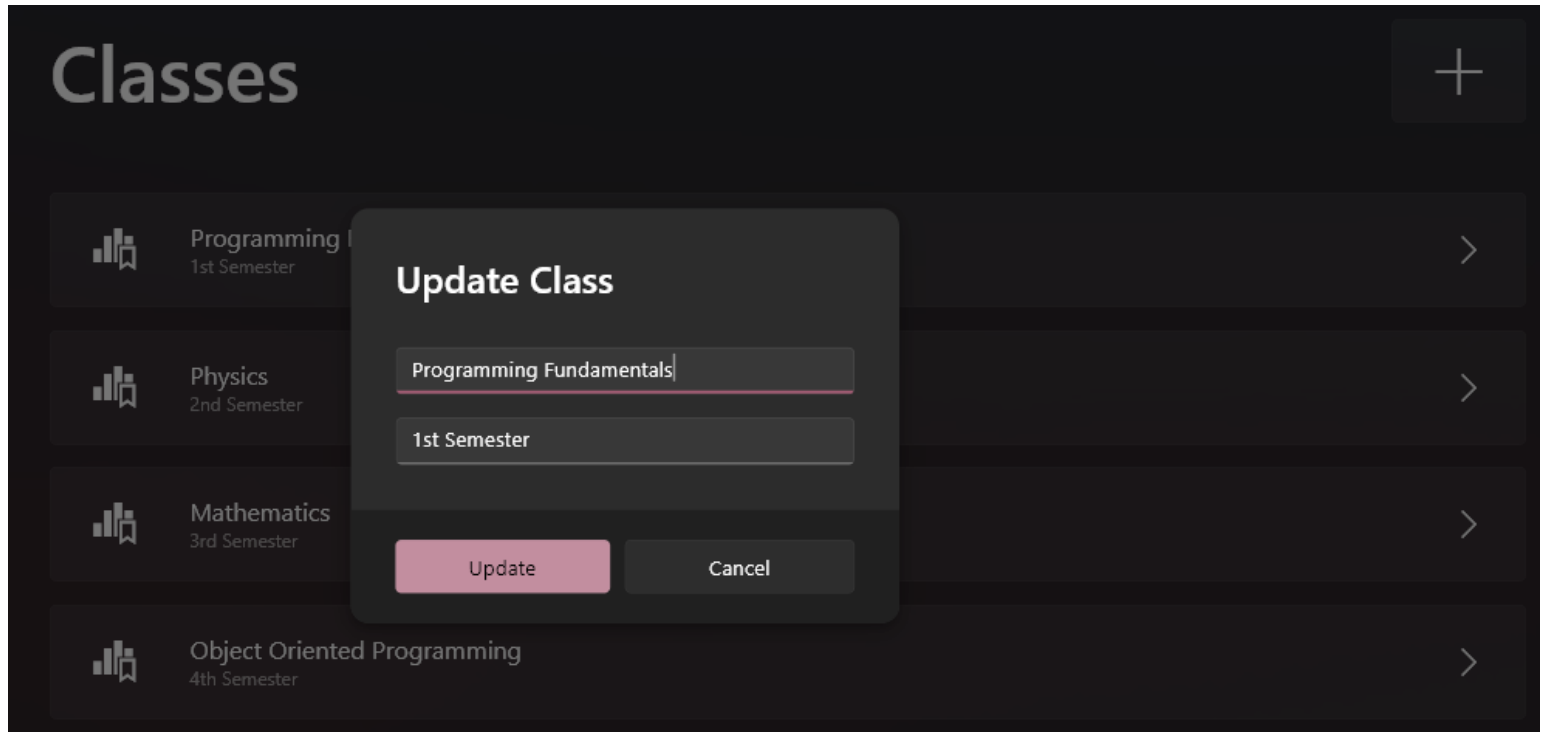 Classes
Programming
1st Semester
Update Class
Programming Fundamentals
1st Semester
Physics
2nd Semester
Mathematics
3rd Semester
Update
Cancel
Object Oriented Programming
4th Semester